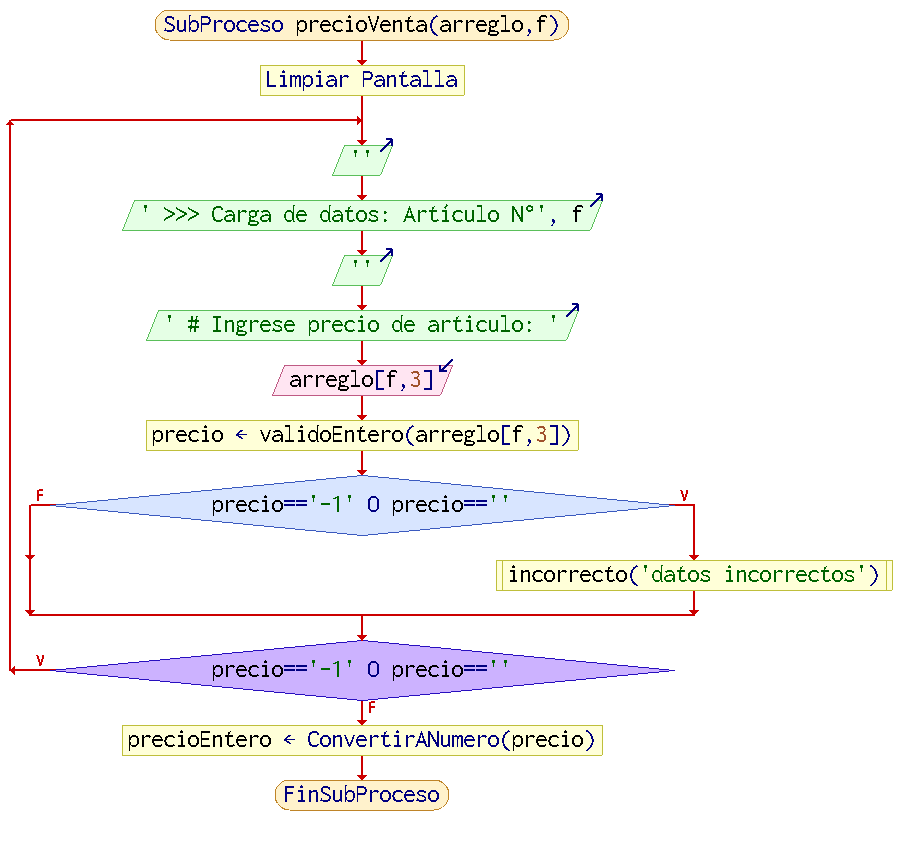 SubProceso precioVenta(arreglo,f)
Limpiar Pantalla
''
' >>> Carga de datos: Artículo N°', f
''
' # Ingrese precio de articulo: '
arreglo[f,3]
precio ← validoEntero(arreglo[f,3])
F
precio=='-1' O precio==''
V
incorrecto('datos incorrectos')
V
precio=='-1' O precio==''
F
precioEntero ← ConvertirANumero(precio)
FinSubProceso